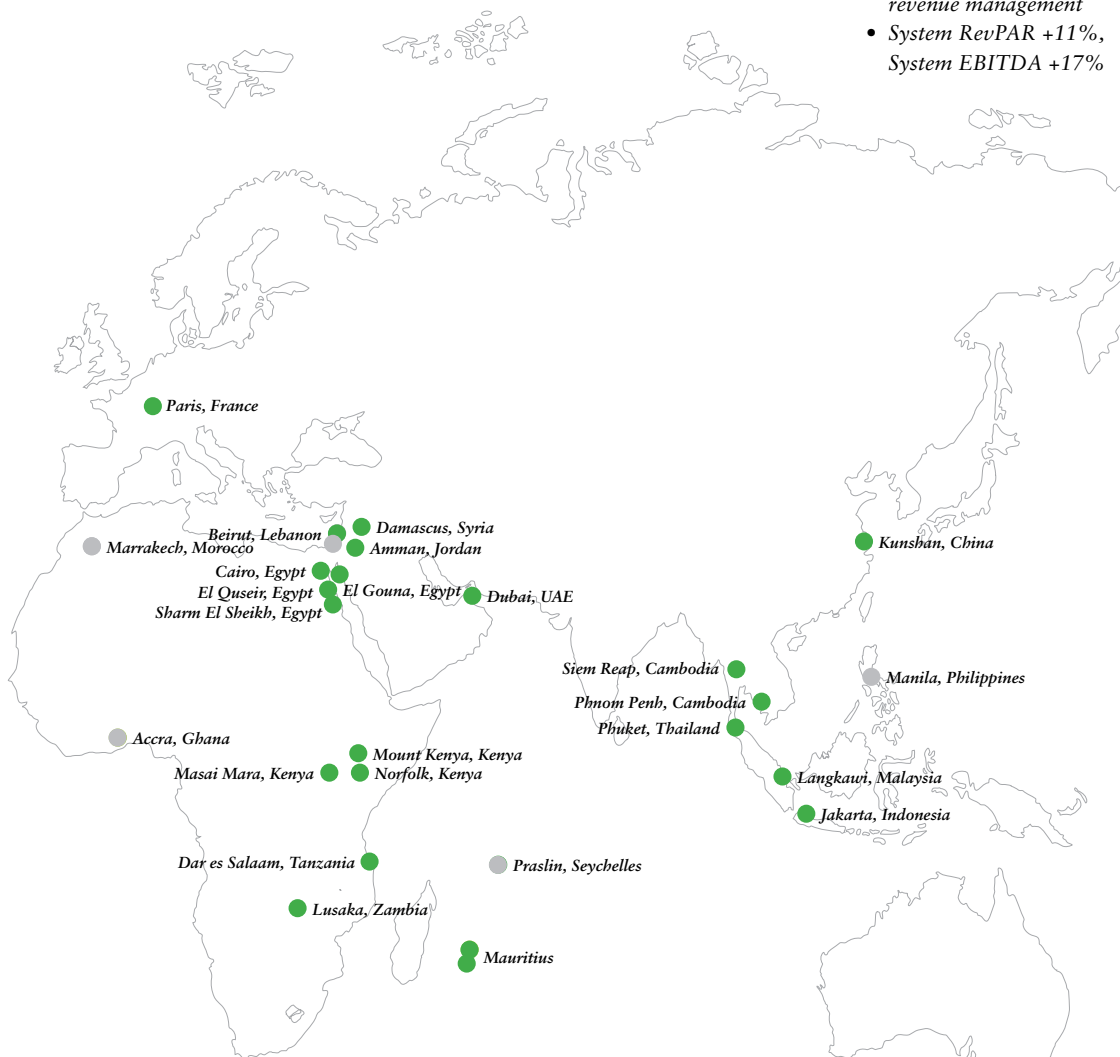 revenue management
• System RevPAR +11%,
System EBITDA +17%
Paris, France
Beirut, Lebanon
Damascus, Syria
Marrakech, Morocco
Amman, Jordan
Kunshan, China
Cairo, Egypt
El Quseir, Egypt
El Gouna, Egypt
Dubai, UAE
Sharm El Sheikh, Egypt
Siem Reap, Cambodia
Manila, Philippines
Phnom Penh, Cambodia
Phuket, Thailand
Accra, Ghana
Mount Kenya, Kenya
Masai Mara, Kenya
Norfolk, Kenya
Langkawi, Malaysia
Jakarta, Indonesia
Dar es Salaam, Tanzania
Praslin, Seychelles
Lusaka, Zambia
Mauritius